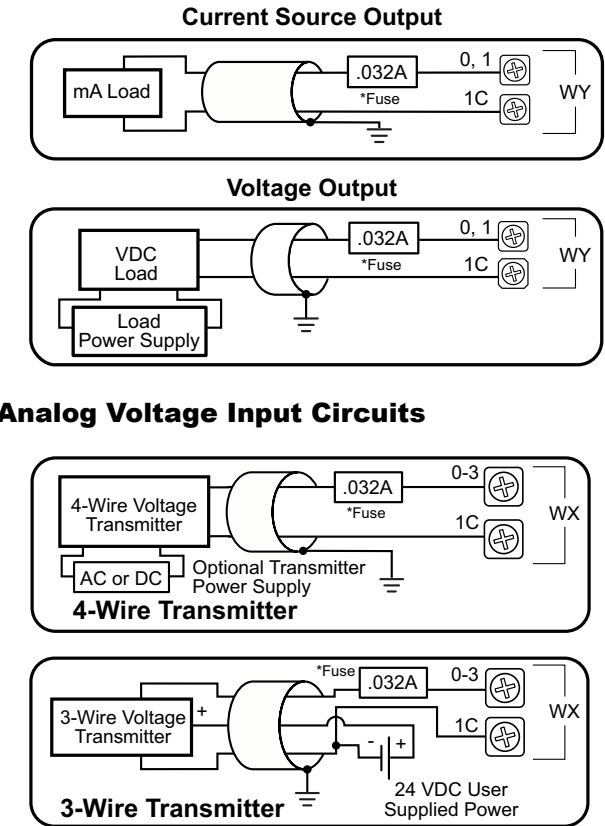 Current Source Output
mA Load
.032A
*Fuse
0, 1
1C
WY
Voltage Output
VDC
Load
Load
Power Supply
.032A
*Fuse
0, 1
1C
WY
Analog Voltage Input Circuits
4-Wire Voltage
Transmitter
AC or DC
Optional Transmitter
Power Supply
.032A
*Fuse
0-3
1C
WX
4-Wire Transmitter
3-Wire Voltage
Transmitter
+
*Fuse
.032A
0-3
1C
WX
- +
24 VDC User
Supplied Power
3-Wire Transmitter